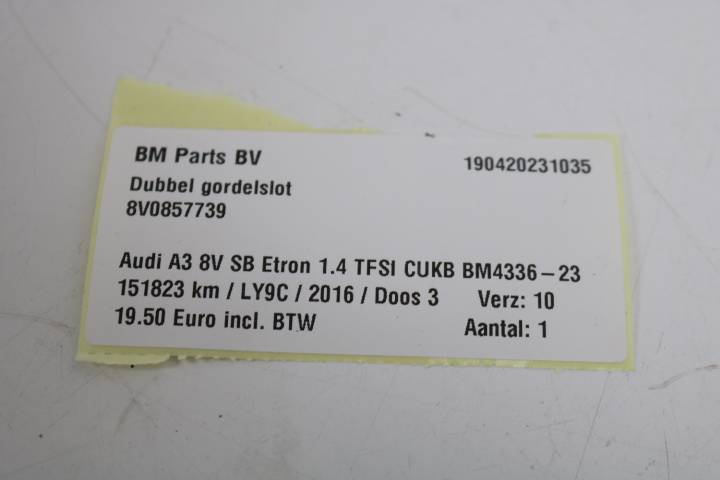 BM Parts BV 190420231035
Dubbel gordelslot
8V0857739
Audi A3 8V SB Etron 1.4 TFSI CUKB BM4336-23
151823 km / LY9C / 2016 / Doos 3 Verz: 10
19.50 Euro incl. BTW Aantal: 1